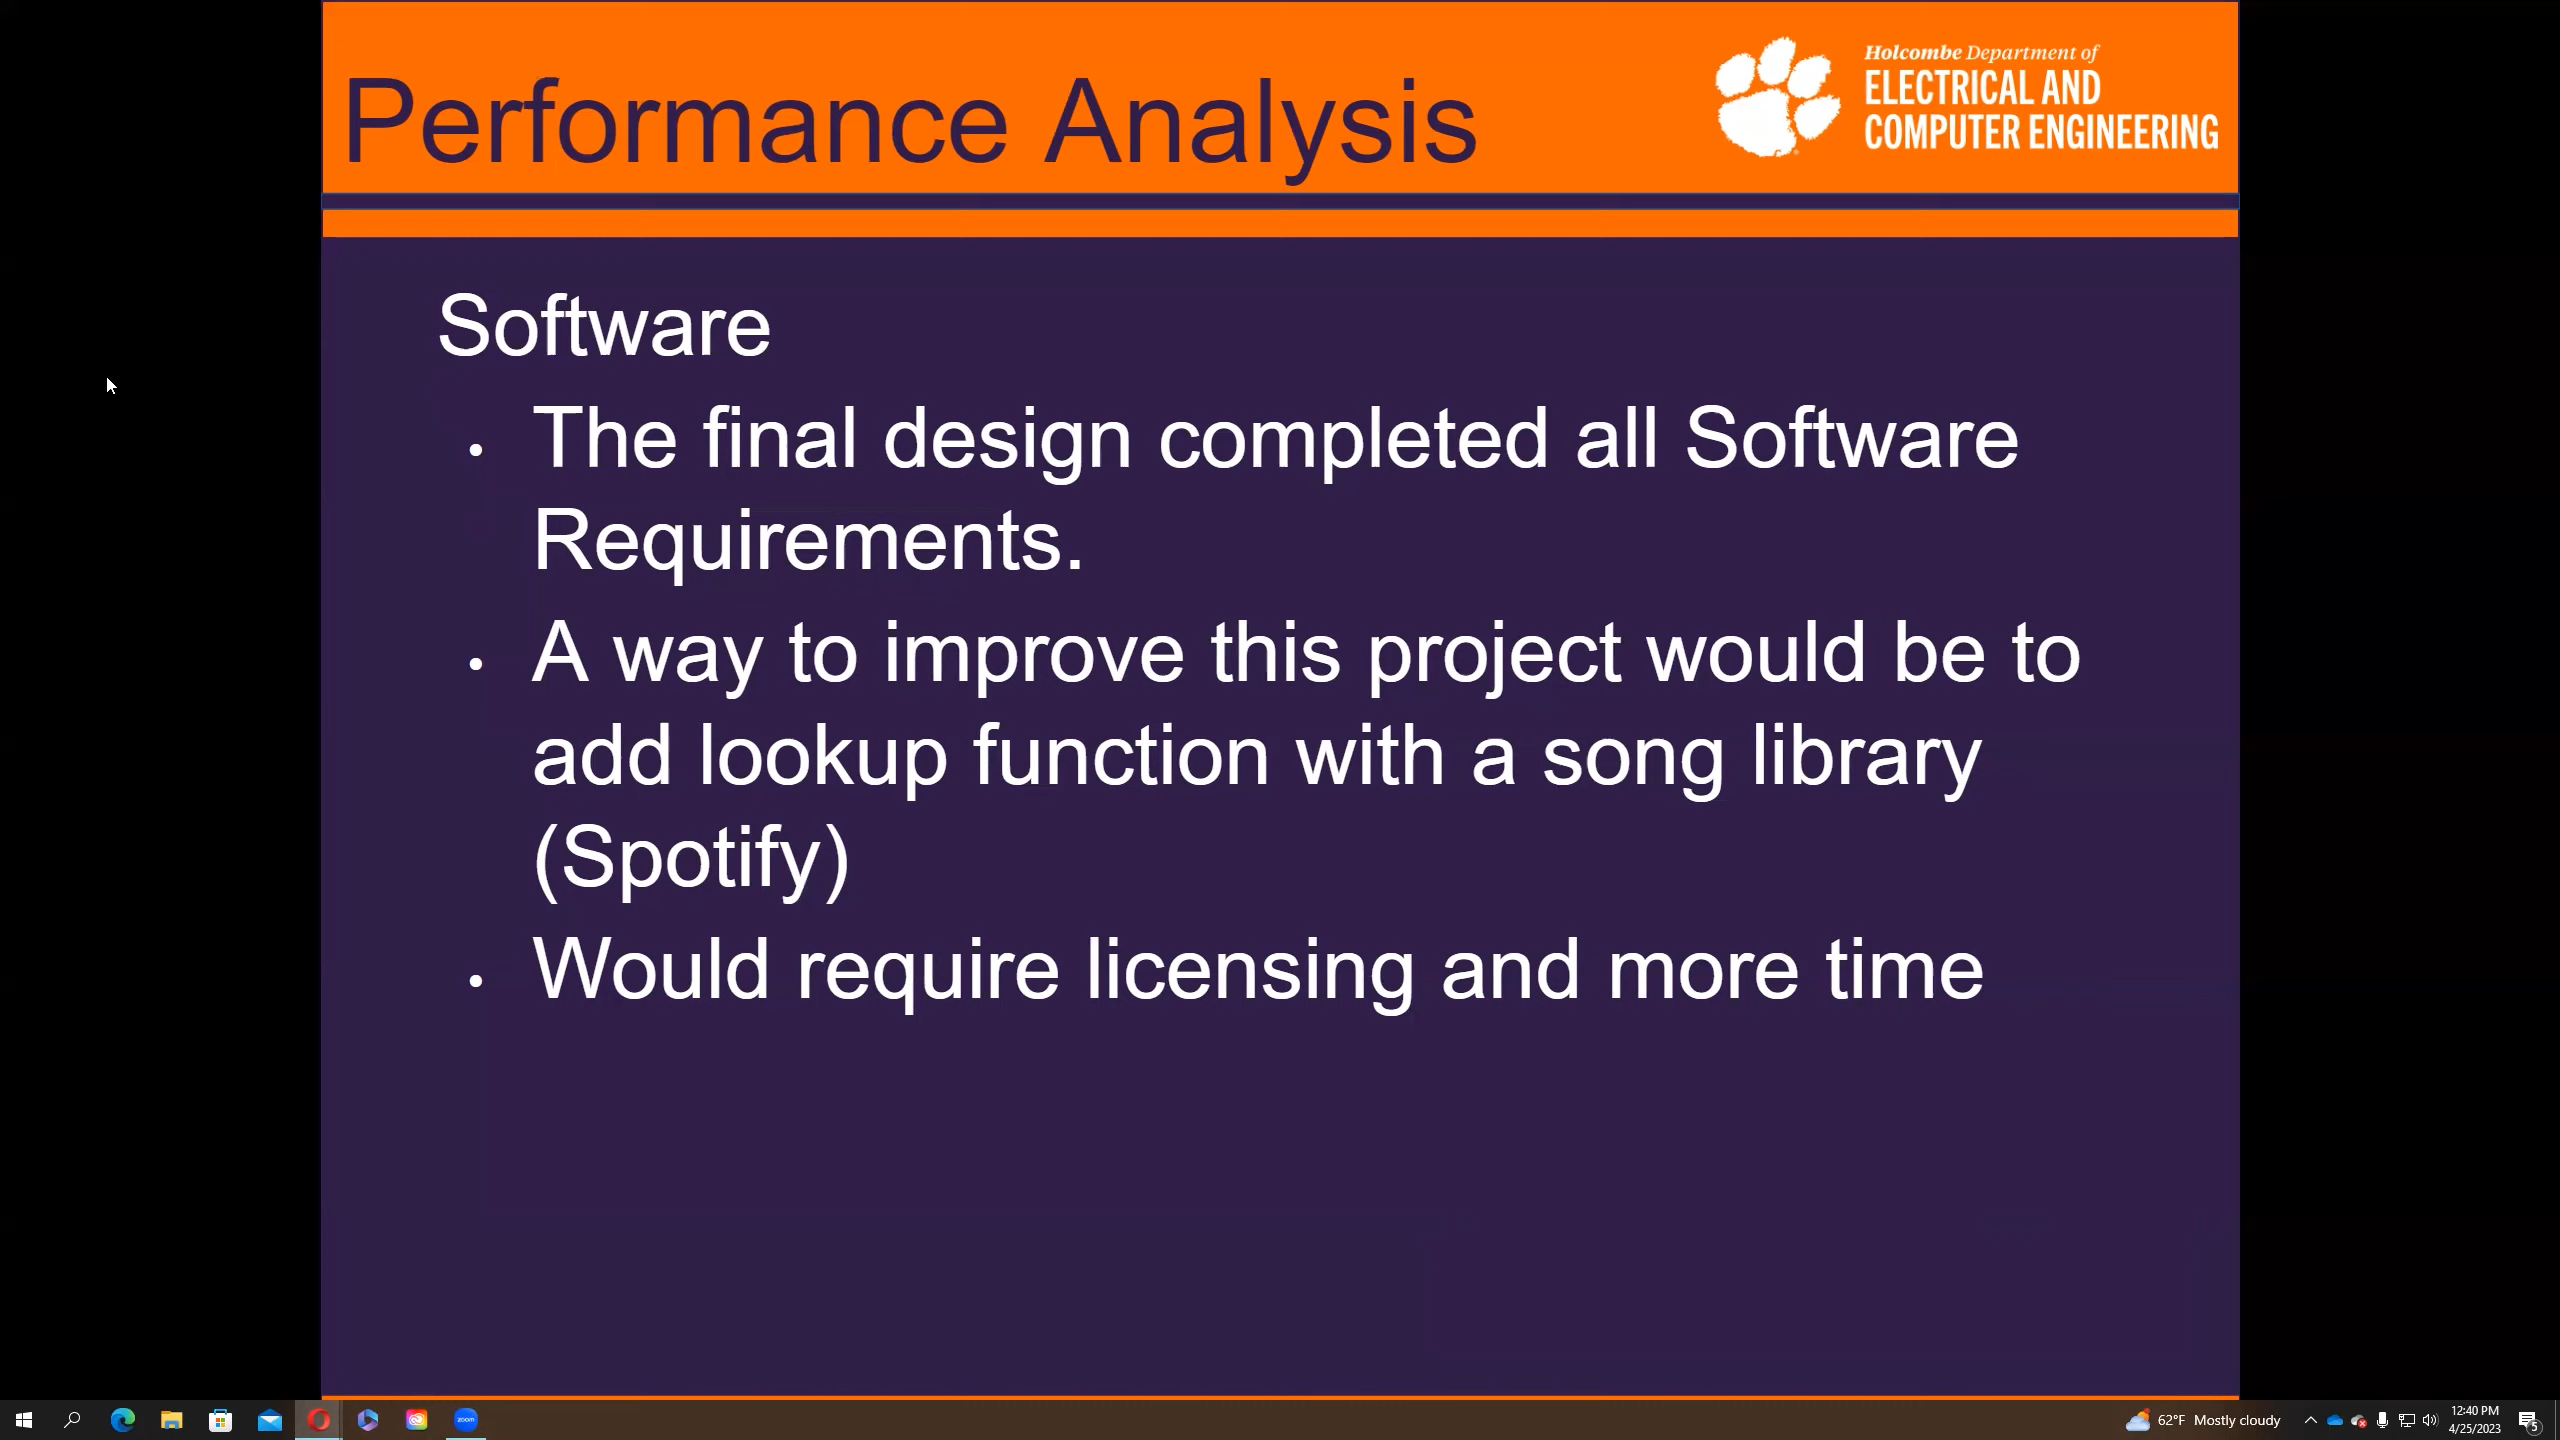 Performance Analysis
Holcombe Department of
ELECTRICAL AND
COMPUTER ENGINEERING
Software
• The final design completed all Software
Requirements.
• A way to improve this project would be to
add lookup function with a song library
(Spotify)
• Would require licensing and more time
zoom
62°F Mostly cloudy
12:40 PM
4/25/2023
5